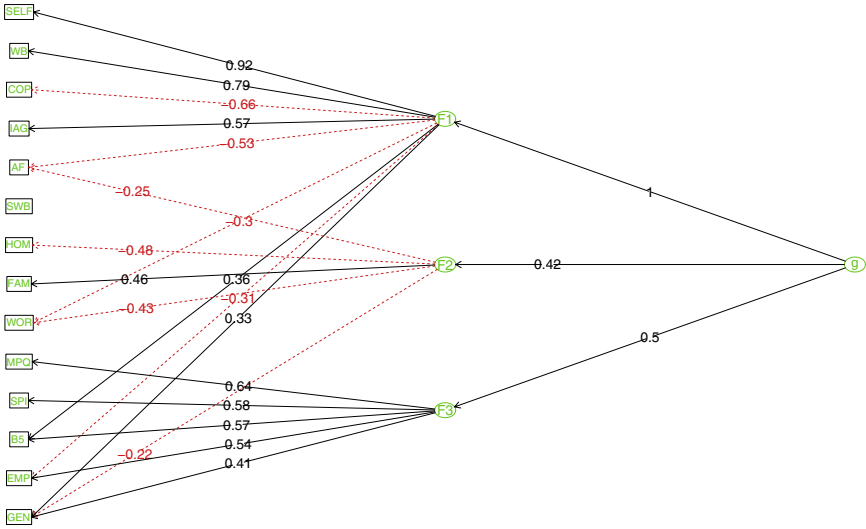 SELF
WB
0.92
0.79
COP
−0.66
F1
IAG
0.57
−0.53
AF
−0.25
1
SWB
−0.3
HOM
−0.48
F2
0.42
g
FAM
0.46
0.36
−0.31
−0.43
WOR
0.33
0.5
MPQ
0.64
SPI
0.58
F3
0.57
B5
0.54
−0.22
0.41
EMP
GEN